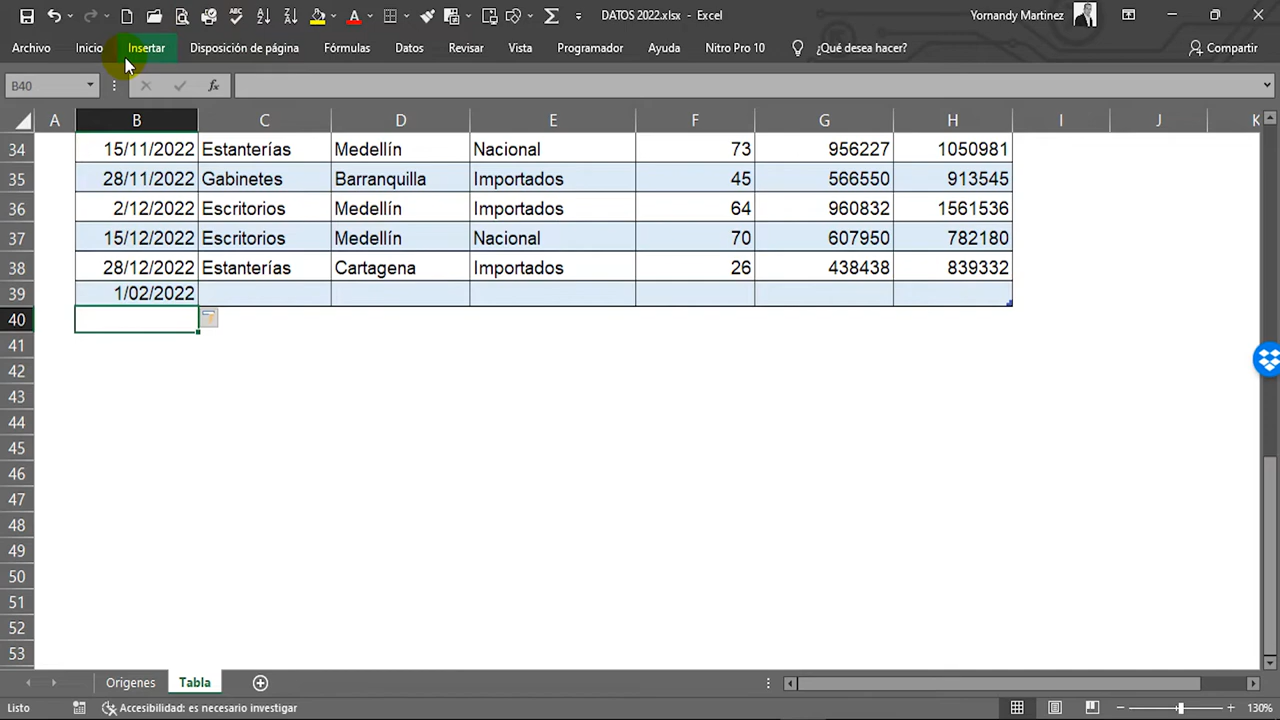 DATOS 2022.xlsx - Excel
Yornandy Martinez
Archivo Inicio Insertar Disposición de página Fórmulas Datos Revisar Vista Programador Ayuda Nitro Pro 10 ¿Qué desea hacer? Compartir
B40 fx
A B C D E F G H I J K
34 15/11/2022 Estanterías Medellín Nacional 73 956227 1050981
35 28/11/2022 Gabinetes Barranquilla Importados 45 566550 913545
36 2/12/2022 Escritorios Medellín Importados 64 960832 1561536
37 15/12/2022 Escritorios Medellín Nacional 70 607950 782180
38 28/12/2022 Estanterías Cartagena Importados 26 438438 839332
39 1/02/2022
40
41
42
43
44
45
46
47
48
49
50
51
52
53
Origenes Tabla
Listo Accesibilidad: es necesario investigar 130%